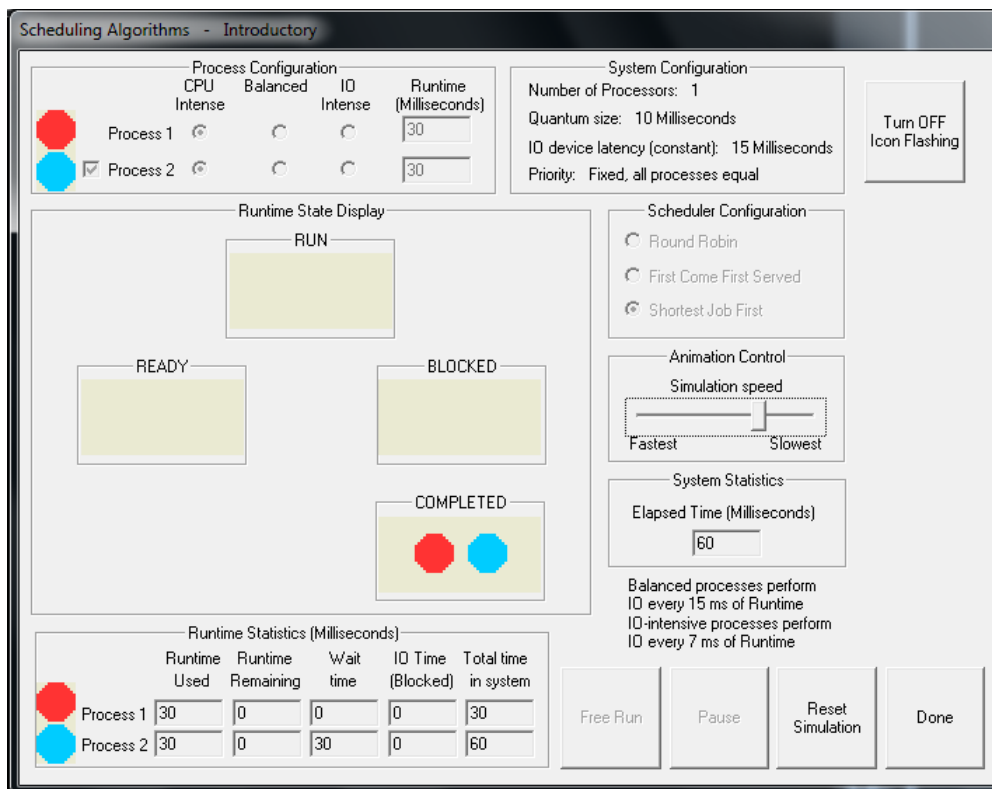 Scheduling Algorithms - Introductory
Process Configuration
CPU Intense
Balanced
IO Intense
Runtime (Milliseconds)
Process 1
30
Process 2
30
System Configuration
Number of Processors: 1
Quantum size: 10 Milliseconds
IO device latency (constant): 15 Milliseconds
Priority: Fixed, all processes equal
Turn OFF
Icon Flashing
Runtime State Display
RUN
READY
BLOCKED
COMPLETED
Scheduler Configuration
Round Robin
First Come First Served
Shortest Job First
Animation Control
Simulation speed
Fastest Slowest
System Statistics
Elapsed Time (Milliseconds)
60
Balanced processes perform
IO every 15 ms of Runtime
IO-intensive processes perform
IO every 7 ms of Runtime
Runtime Statistics (Milliseconds)
Runtime Runtime Wait IO Time Total time
Used Remaining time (Blocked) in system
Process 1 30 0 0 0 30
Process 2 30 0 30 0 60
Free Run
Pause
Reset
Simulation
Done